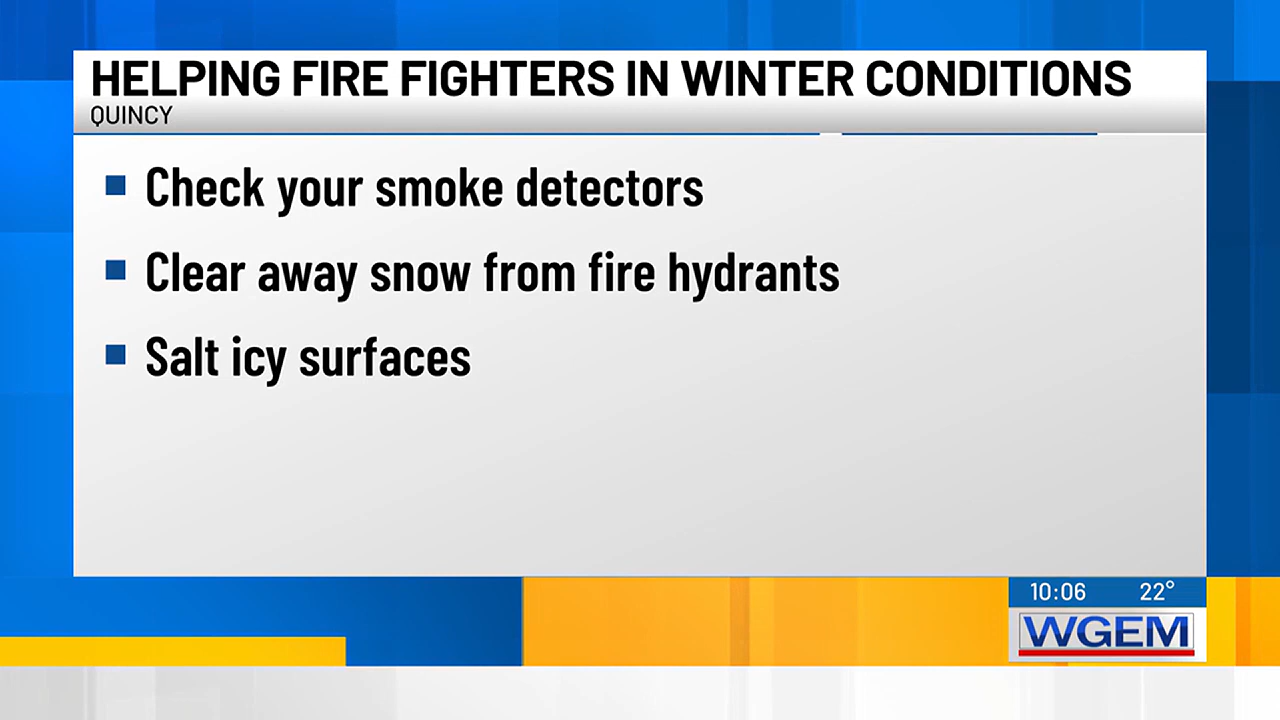 HELPING FIRE FIGHTERS IN WINTER CONDITIONS
QUINCY
Check your smoke detectors
Clear away snow from fire hydrants
Salt icy surfaces
10:06 22°
WGEM